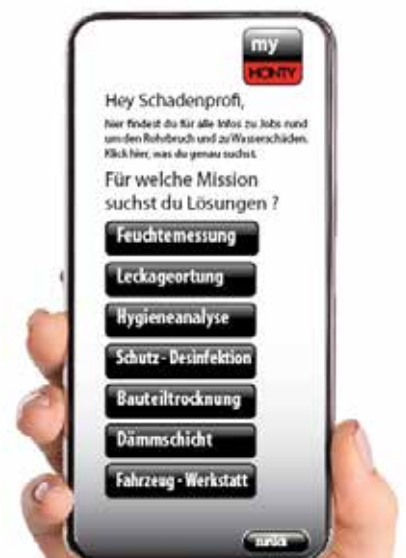 my
HONTY
Hey Schadenprofi,
hier findest du für alle Infos zu Jobs rund
um den Rohrbruch und zu Wasserschäden.
Klick hier, was du genau suchst.
Für welche Mission
suchst du Lösungen ?
Feuchtemessung
Leckageortung
Hygieneanalyse
Schutz - Desinfektion
Bauteiltrocknung
Dämmschicht
Fahrzeug - Werkstatt
zurück